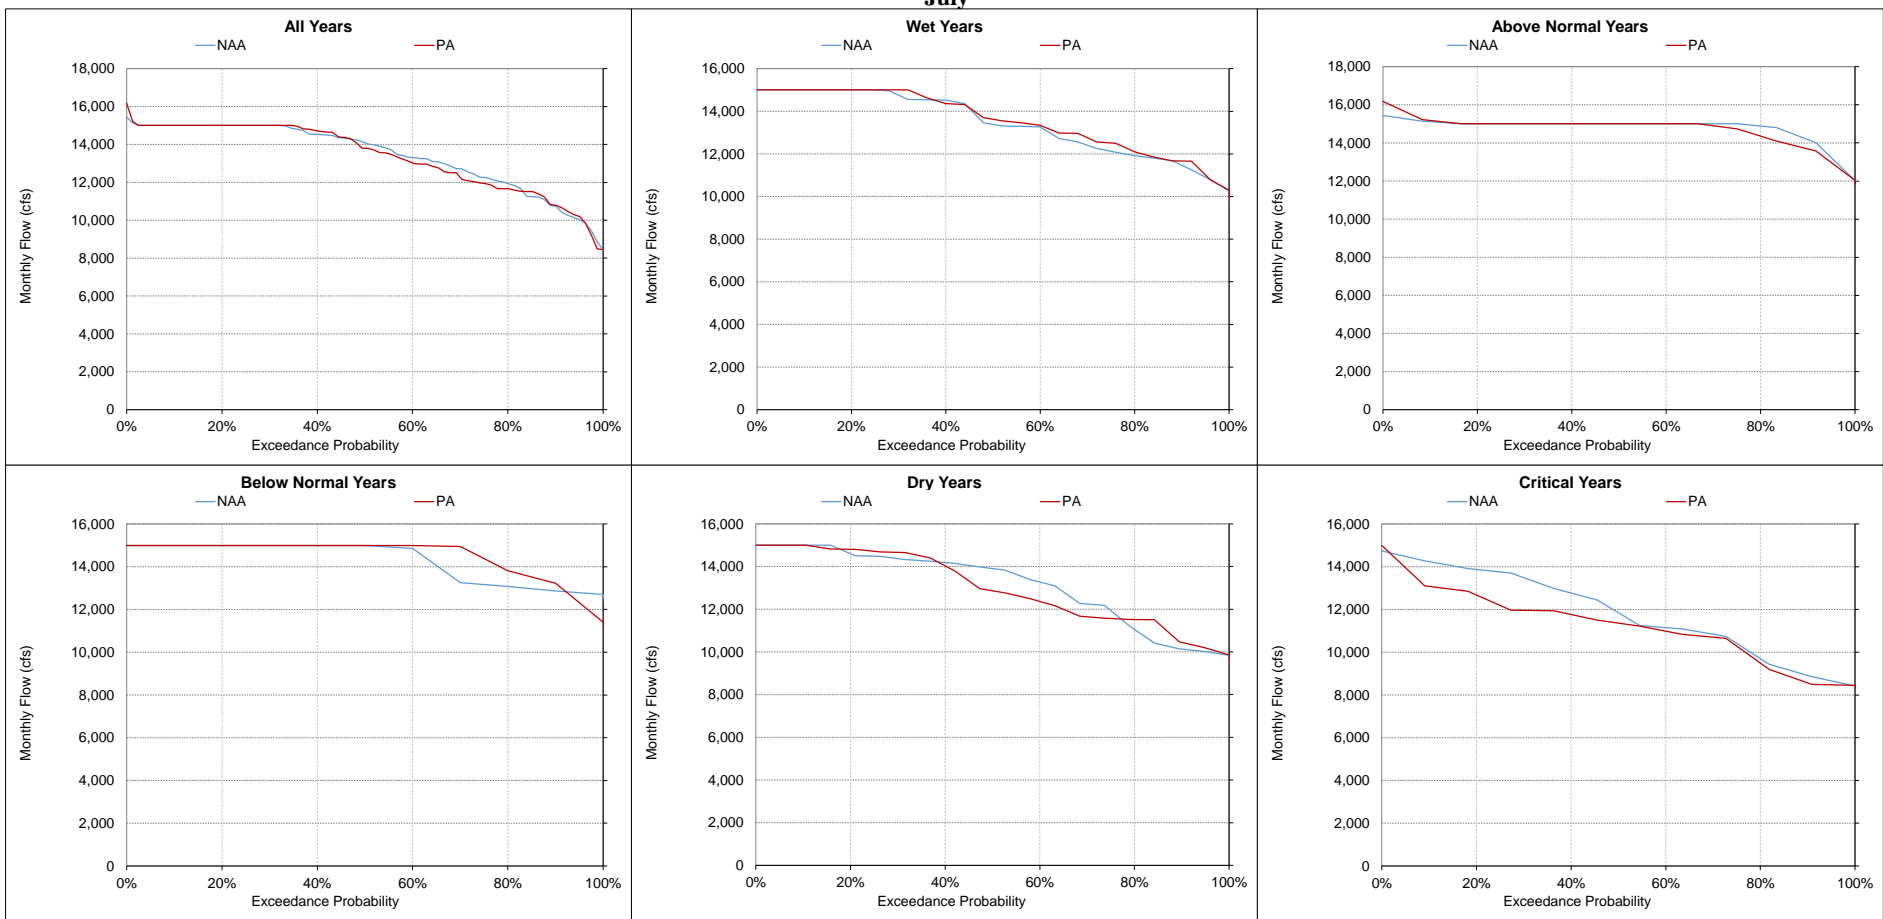 July
All Years
NAA PA
18,000
16,000
14,000
12,000
10,000
8,000
6,000
4,000
2,000
0
Monthly Flow (cfs)
0% 20% 40% 60% 80% 100%
Exceedance Probability
Wet Years
NAA PA
16,000
14,000
12,000
10,000
8,000
6,000
4,000
2,000
0
Monthly Flow (cfs)
0% 20% 40% 60% 80% 100%
Exceedance Probability
Above Normal Years
NAA PA
18,000
16,000
14,000
12,000
10,000
8,000
6,000
4,000
2,000
0
Monthly Flow (cfs)
0% 20% 40% 60% 80% 100%
Exceedance Probability
Below Normal Years
NAA PA
16,000
14,000
12,000
10,000
8,000
6,000
4,000
2,000
0
Monthly Flow (cfs)
0% 20% 40% 60% 80% 100%
Exceedance Probability
Dry Years
NAA PA
16,000
14,000
12,000
10,000
8,000
6,000
4,000
2,000
0
Monthly Flow (cfs)
0% 20% 40% 60% 80% 100%
Exceedance Probability
Critical Years
NAA PA
16,000
14,000
12,000
10,000
8,000
6,000
4,000
2,000
0
Monthly Flow (cfs)
0% 20% 40% 60% 80% 100%
Exceedance Probability